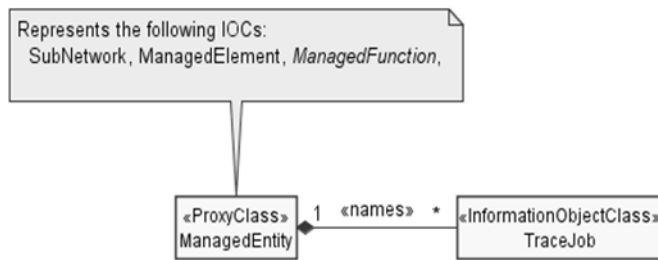 Represents the following IOCs:
SubNetwork, ManagedElement, ManagedFunction,
«ProxyClass»
ManagedEntity
1 «names» *
«InformationObjectClass»
TraceJob